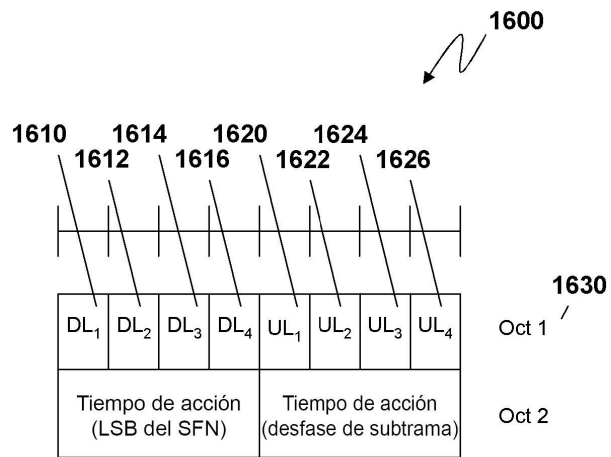 1600
1610 1614 1620 1624
1612 1616 1622 1626
1630
DL₁ DL₂ DL₃ DL₄ UL₁ UL₂ UL₃ UL₄ Oct 1
Tiempo de acción
(LSB del SFN)
Tiempo de acción
(desfase de subtrama)
Oct 2